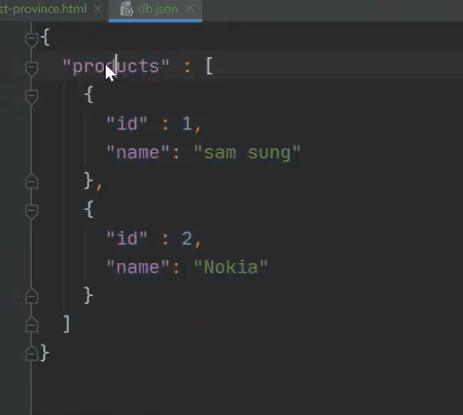 st-province.html × db.json ×
{
"products" : [
{
"id" : 1,
"name": "sam sung"
},
{
"id" : 2,
"name": "Nokia"
}
]
}